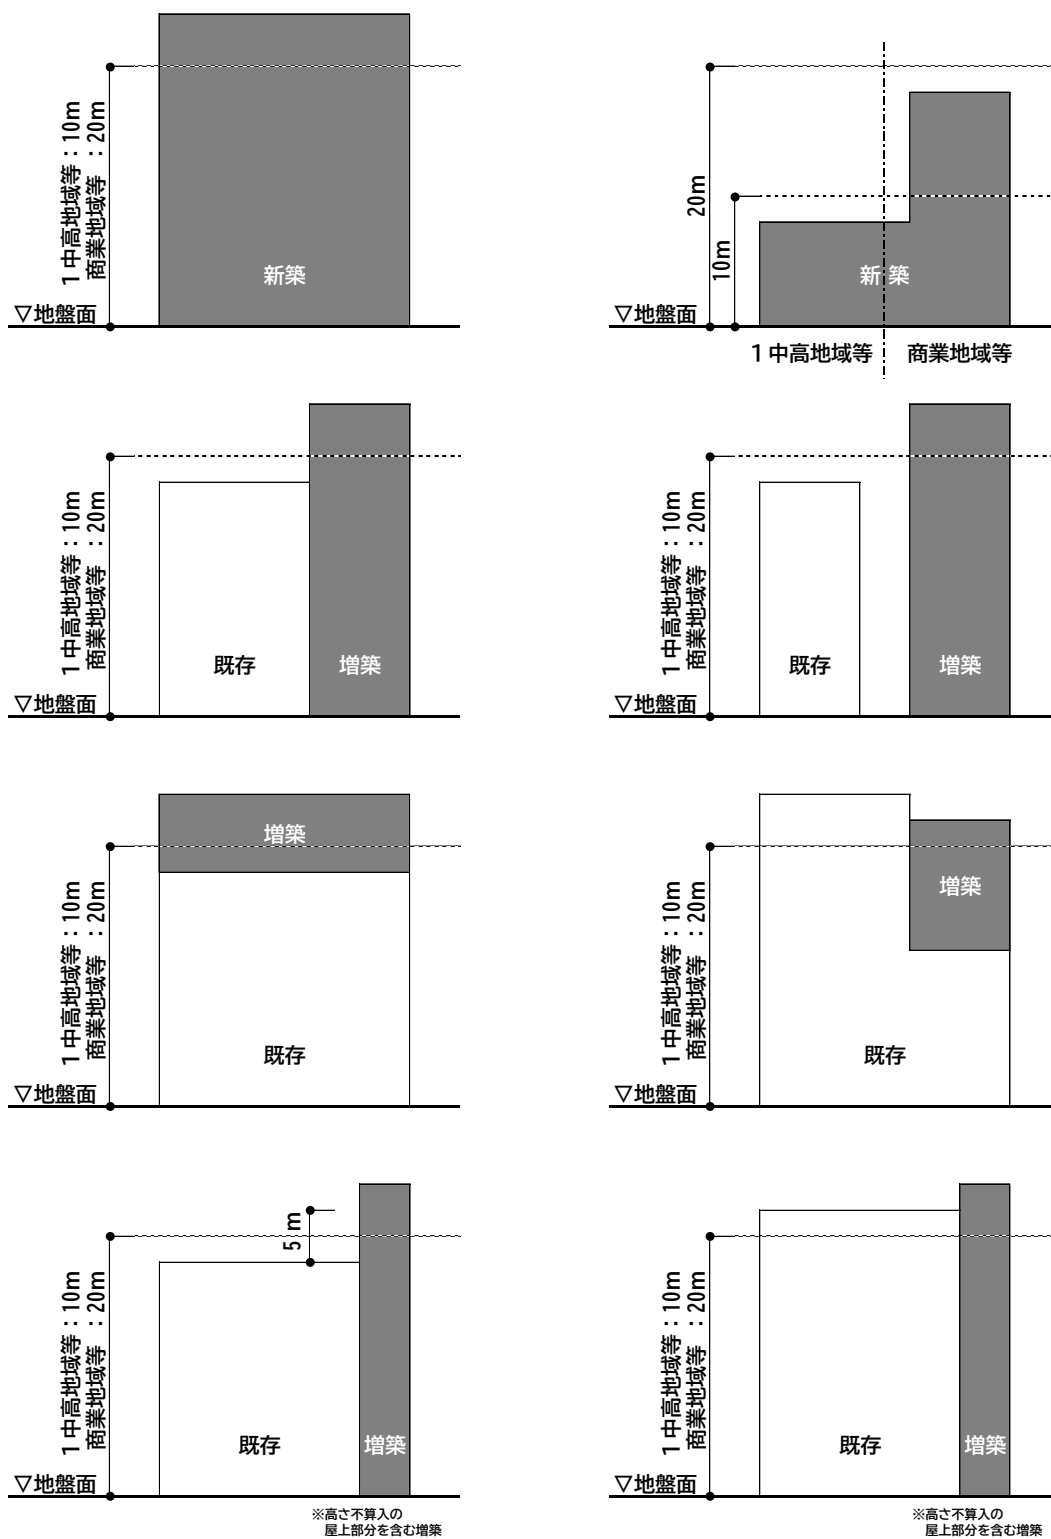 1中高地域等：10m
商業地域等　：20m
新築
▽地盤面
20m
10m
新築
▽地盤面
1中高地域等
商業地域等
1中高地域等：10m
商業地域等　：20m
既存
増築
▽地盤面
1中高地域等：10m
商業地域等　：20m
既存
増築
▽地盤面
1中高地域等：10m
商業地域等　：20m
増築
既存
▽地盤面
1中高地域等：10m
商業地域等　：20m
増築
既存
▽地盤面
5m
1中高地域等：10m
商業地域等　：20m
既存
増築
▽地盤面
※高さ不算入の
屋上部分を含む増築
1中高地域等：10m
商業地域等　：20m
既存
増築
▽地盤面
※高さ不算入の
屋上部分を含む増築